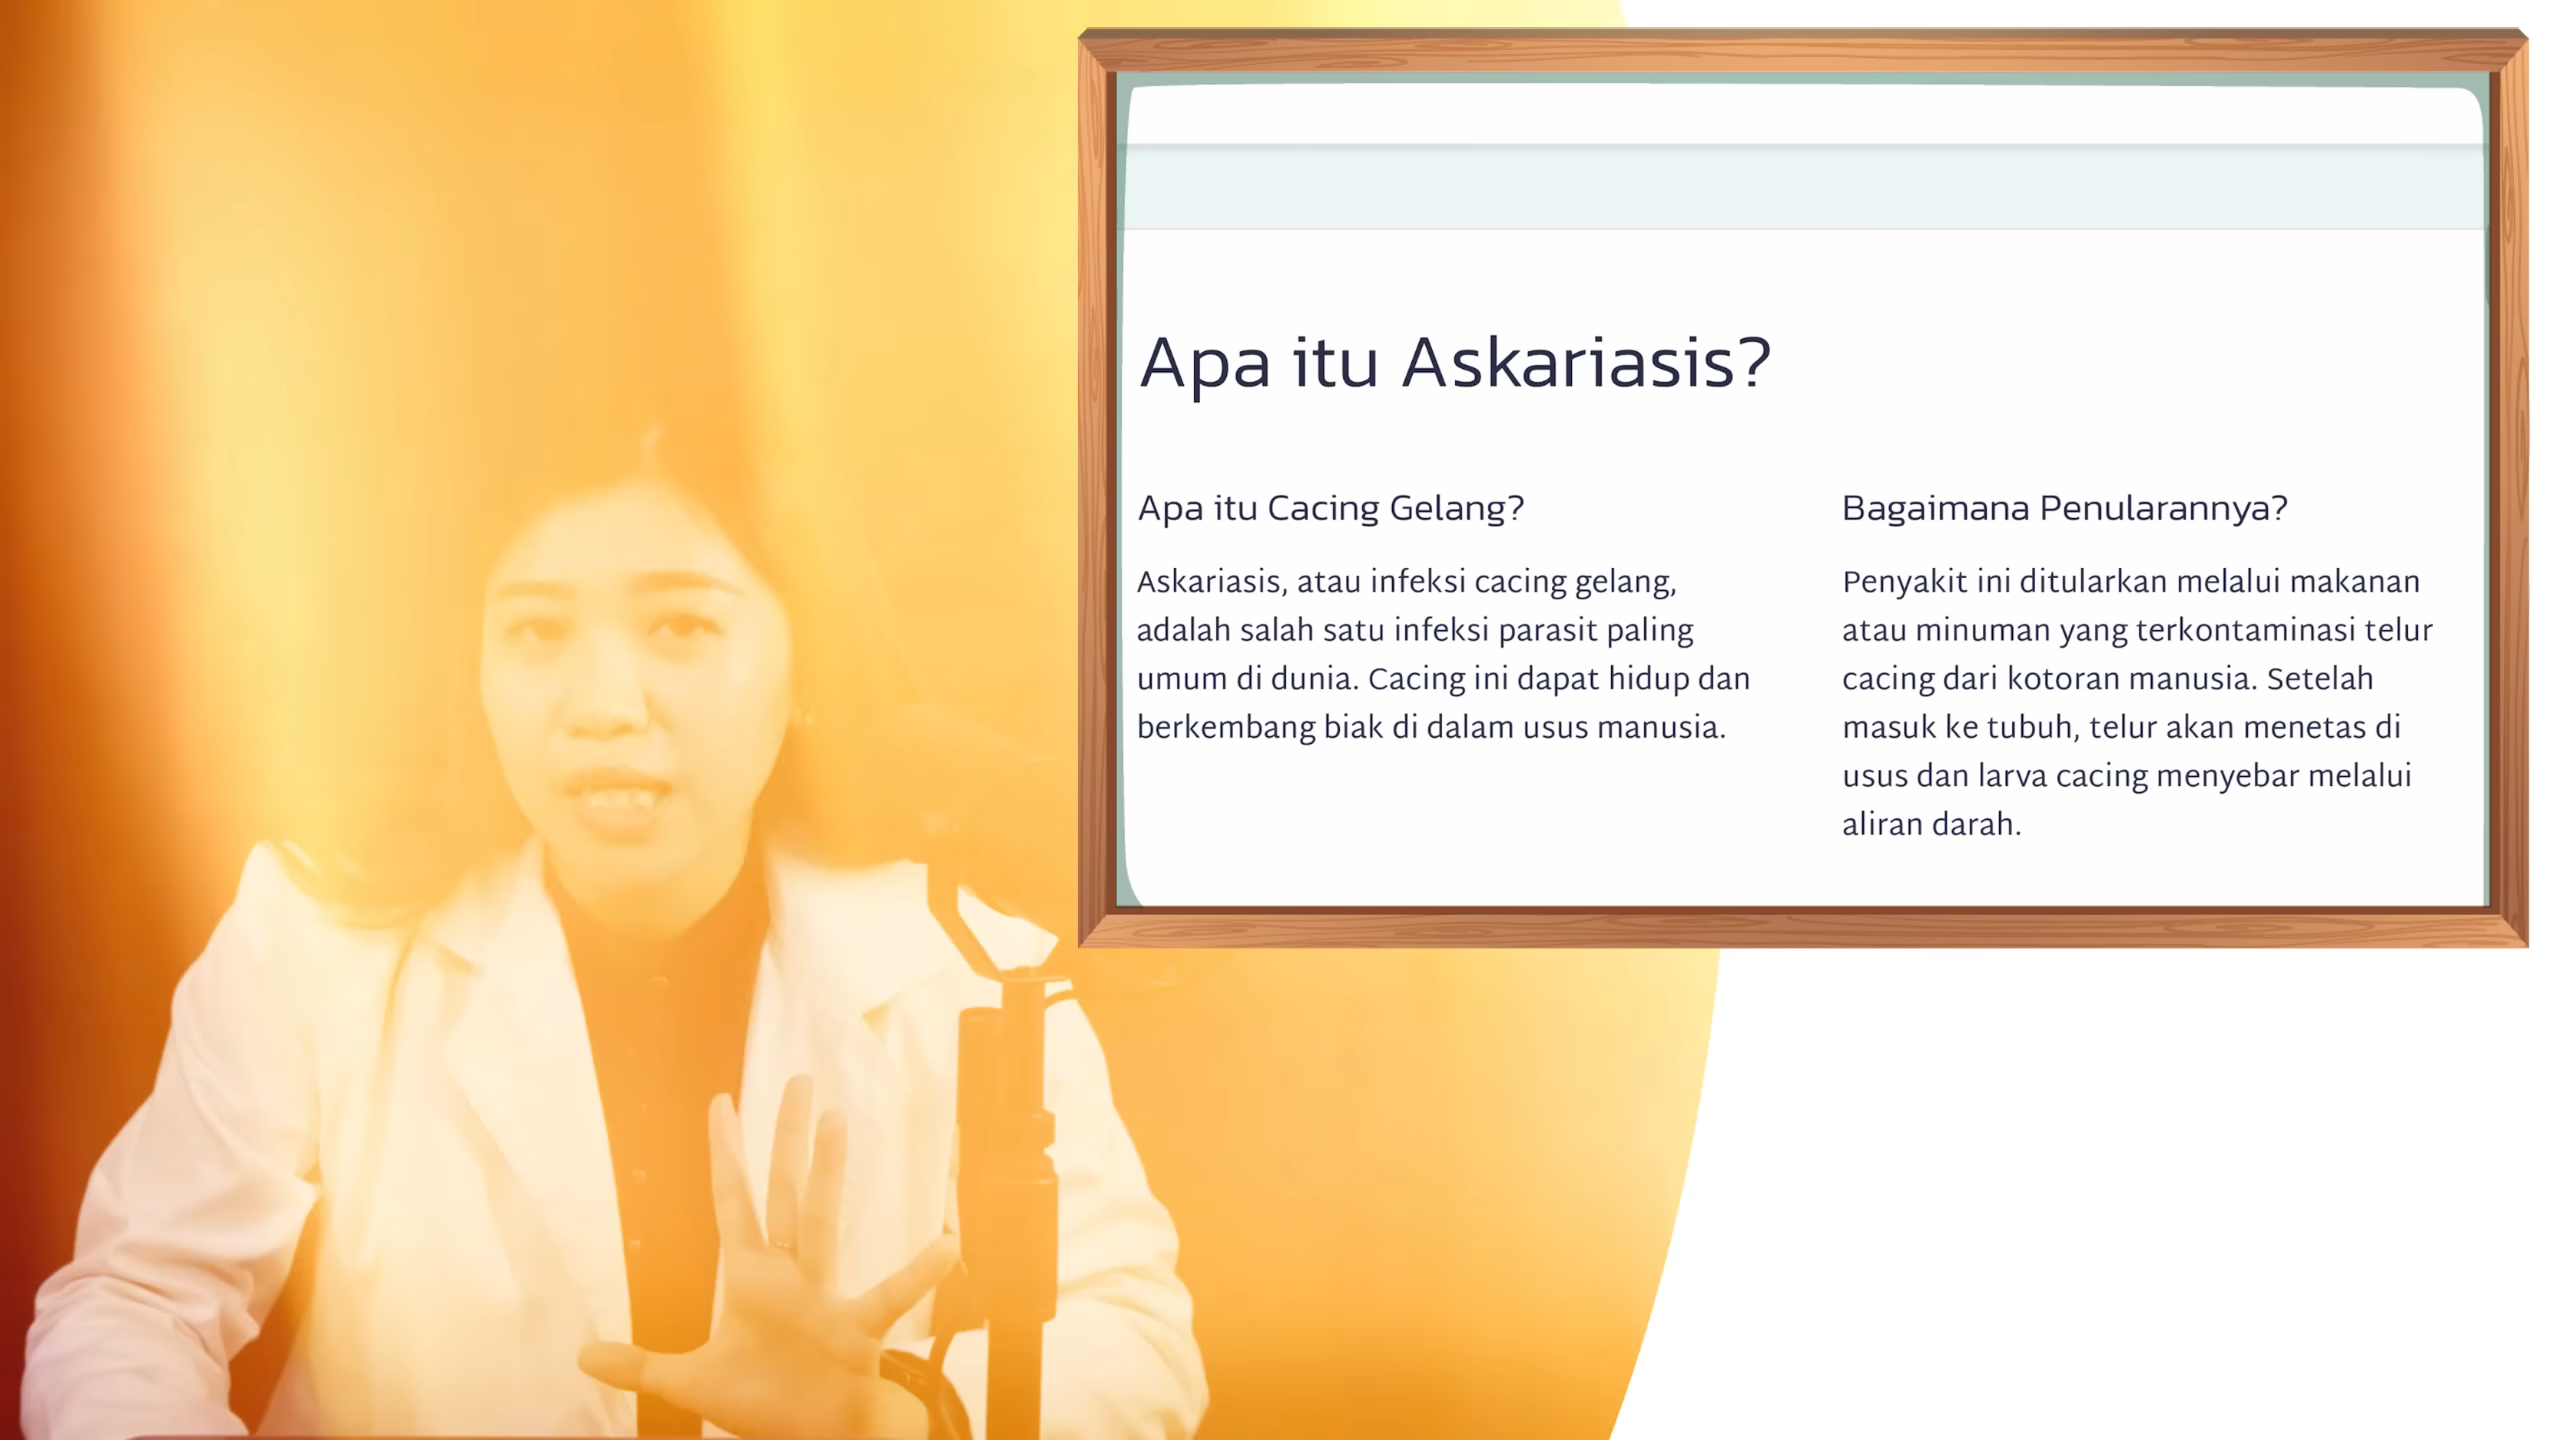 Apa itu Askariasis?
Apa itu Cacing Gelang?
Askariasis, atau infeksi cacing gelang,
adalah salah satu infeksi parasit paling
umum di dunia. Cacing ini dapat hidup dan
berkembang biak di dalam usus manusia.
Bagaimana Penularannya?
Penyakit ini ditularkan melalui makanan
atau minuman yang terkontaminasi telur
cacing dari kotoran manusia. Setelah
masuk ke tubuh, telur akan menetas di
usus dan larva cacing menyebar melalui
aliran darah.